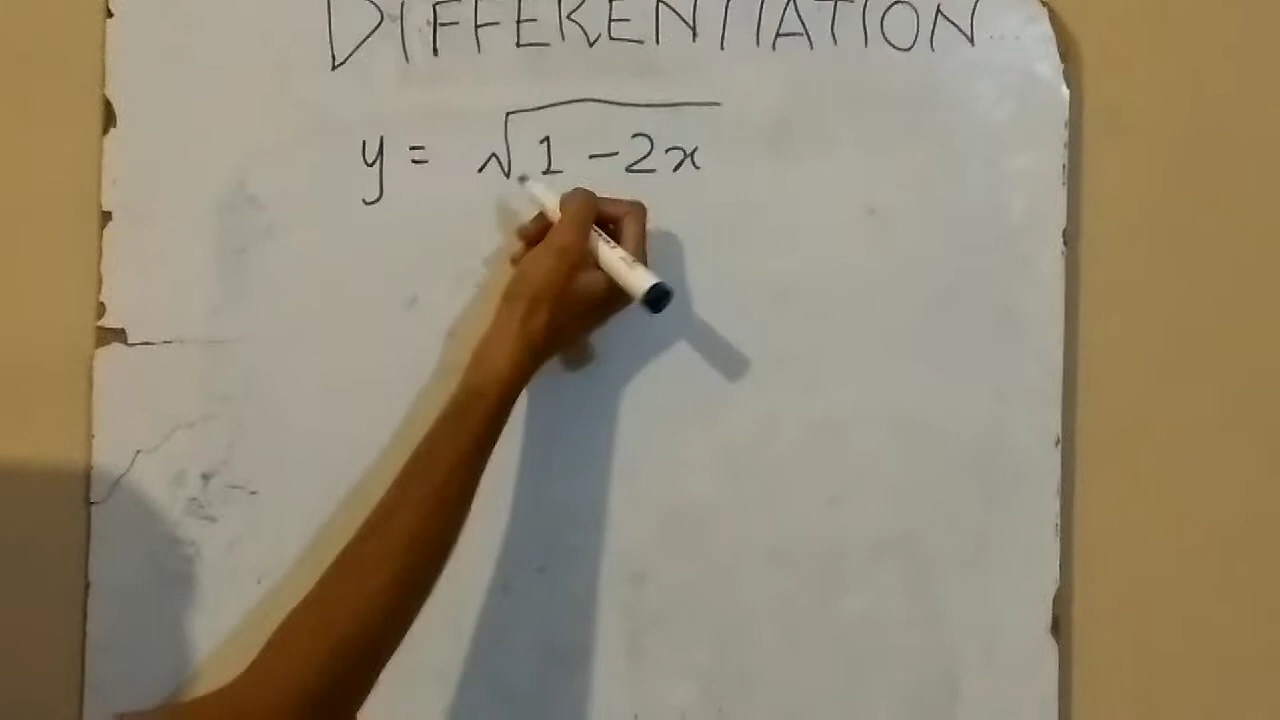 DIFFERENTIATION
y = √1 - 2x